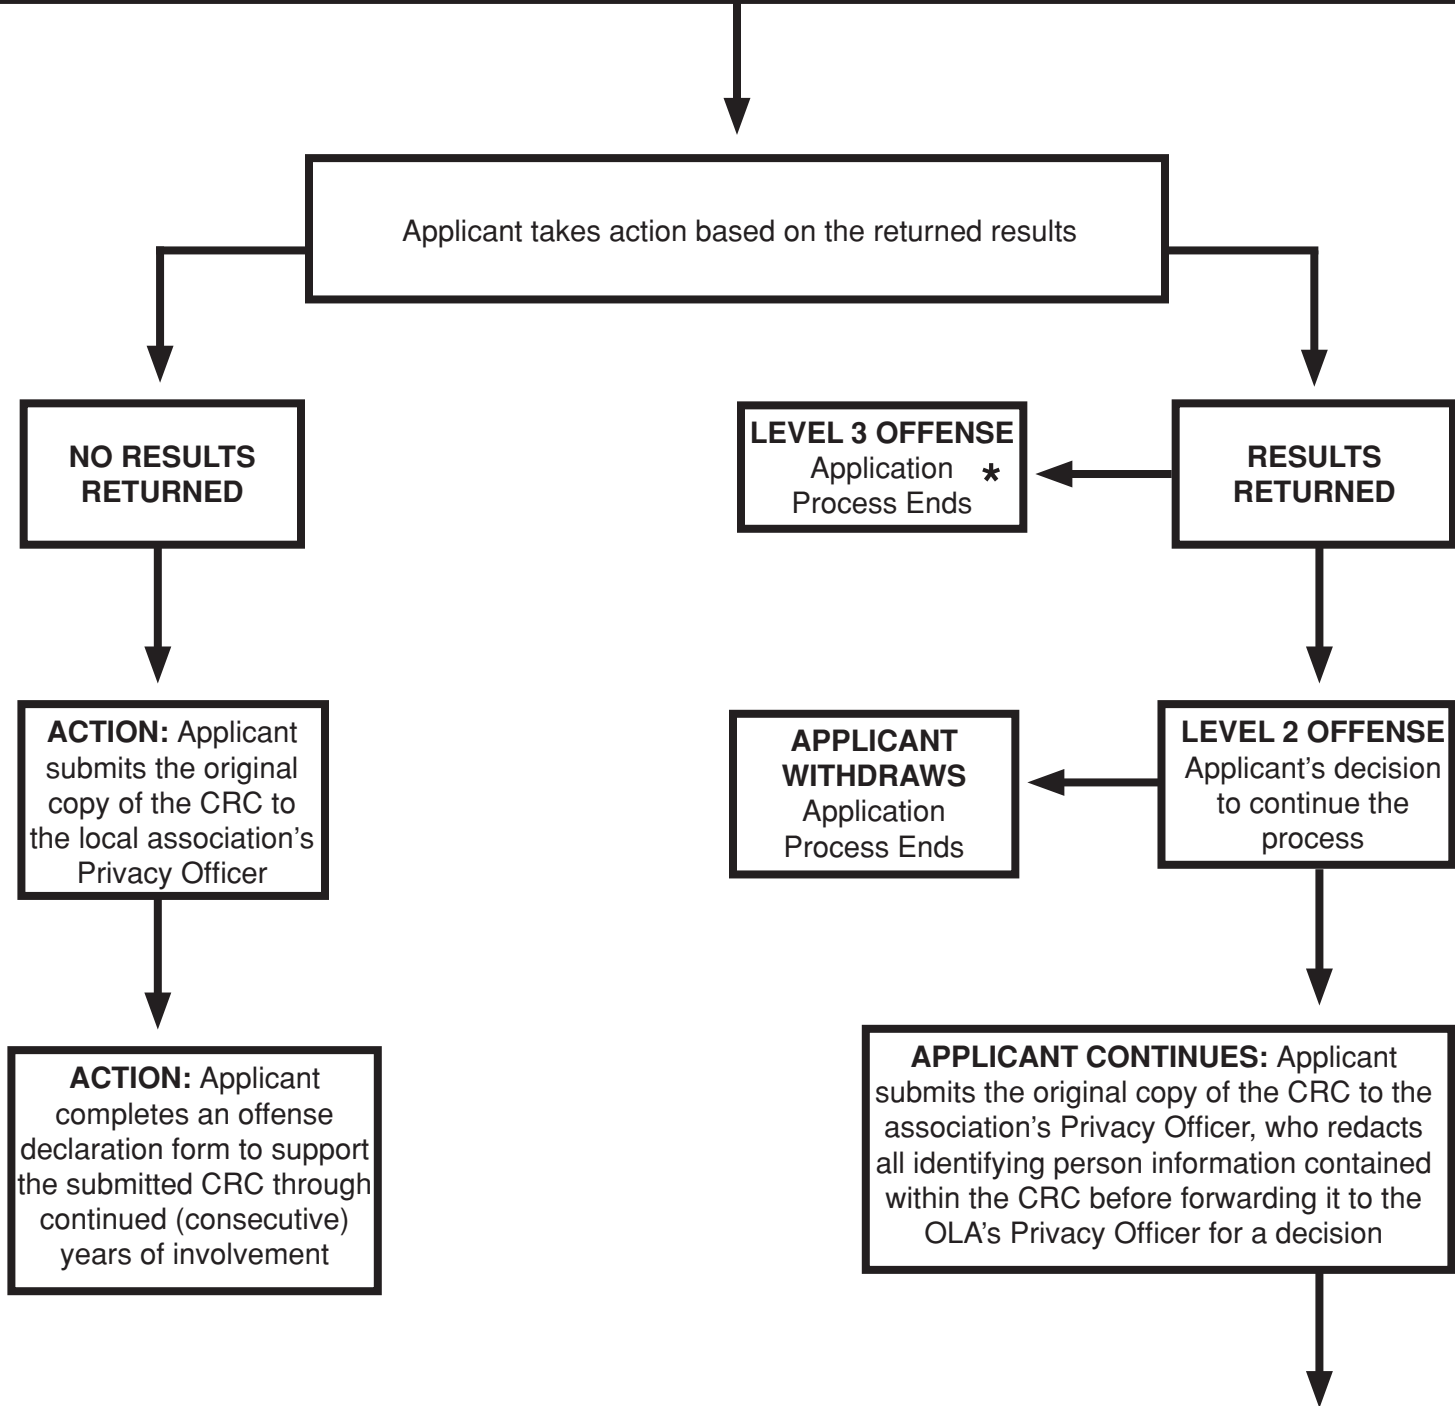 Applicant takes action based on the returned results
NO RESULTS
RETURNED
LEVEL 3 OFFENSE
Application *
Process Ends
RESULTS
RETURNED
ACTION: Applicant
submits the original
copy of the CRC to
the local association’s
Privacy Officer
APPLICANT
WITHDRAWS
Application
Process Ends
LEVEL 2 OFFENSE
Applicant’s decision
to continue the
process
ACTION: Applicant
completes an offense
declaration form to support
the submitted CRC through
continued (consecutive)
years of involvement
APPLICANT CONTINUES: Applicant
submits the original copy of the CRC to the
association’s Privacy Officer, who redacts
all identifying person information contained
within the CRC before forwarding it to the
OLA’s Privacy Officer for a decision